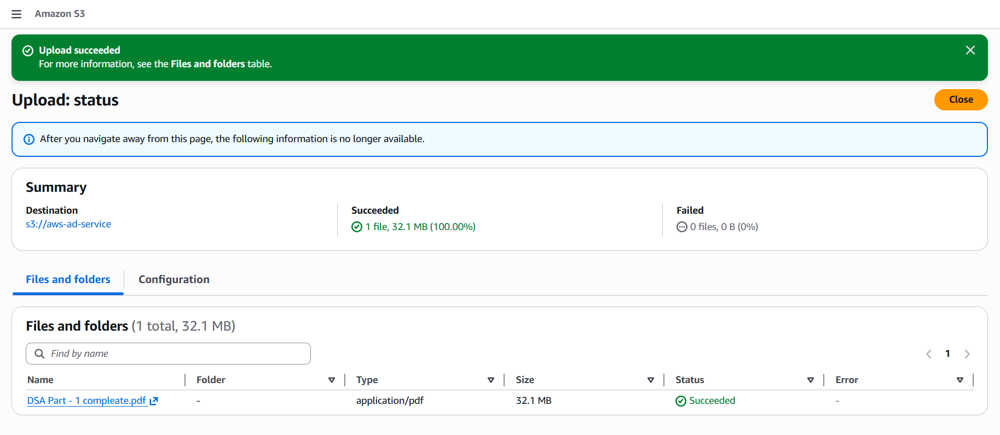 Amazon S3
Upload succeeded
For more information, see the Files and folders table.
Upload: status
Close
After you navigate away from this page, the following information is no longer available.
Summary
Destination
s3://aws-ad-service
Succeeded
1 file, 32.1 MB (100.00%)
Failed
0 files, 0 B (0%)
Files and folders
Configuration
Files and folders (1 total, 32.1 MB)
Find by name
1
Name Folder Type Size Status Error
DSA Part - 1 compleate.pdf - application/pdf 32.1 MB Succeeded -